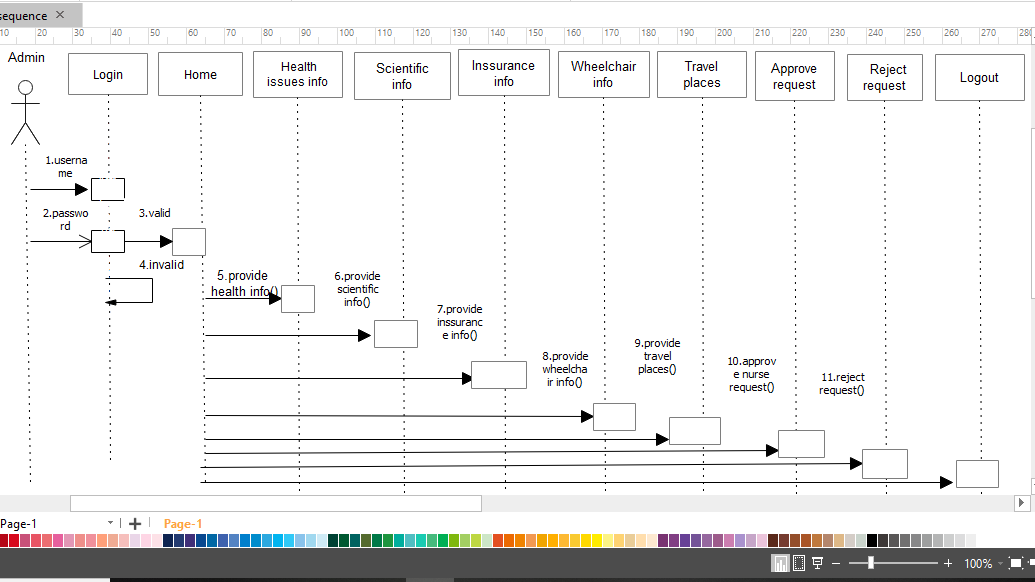 sequence
10 20 30 40 50 60 70 80 90 100 110 120 130 140 150 160 170 180 190 200 210 220 230 240 250 260 270 280
Admin
Login
Home
Health
issues info
Scientific
info
Inssurance
info
Wheelchair
info
Travel
places
Approve
request
Reject
request
Logout
1.userna
me
2.passwo
rd
3.valid
4.invalid
5.provide
health info()
6.provide
scientific
info()
7.provide
inssuranc
e info()
8.provide
wheelcha
ir info()
9.provide
travel
places()
10.approv
e nurse
request()
11.reject
request()
Page-1
Page-1
100%